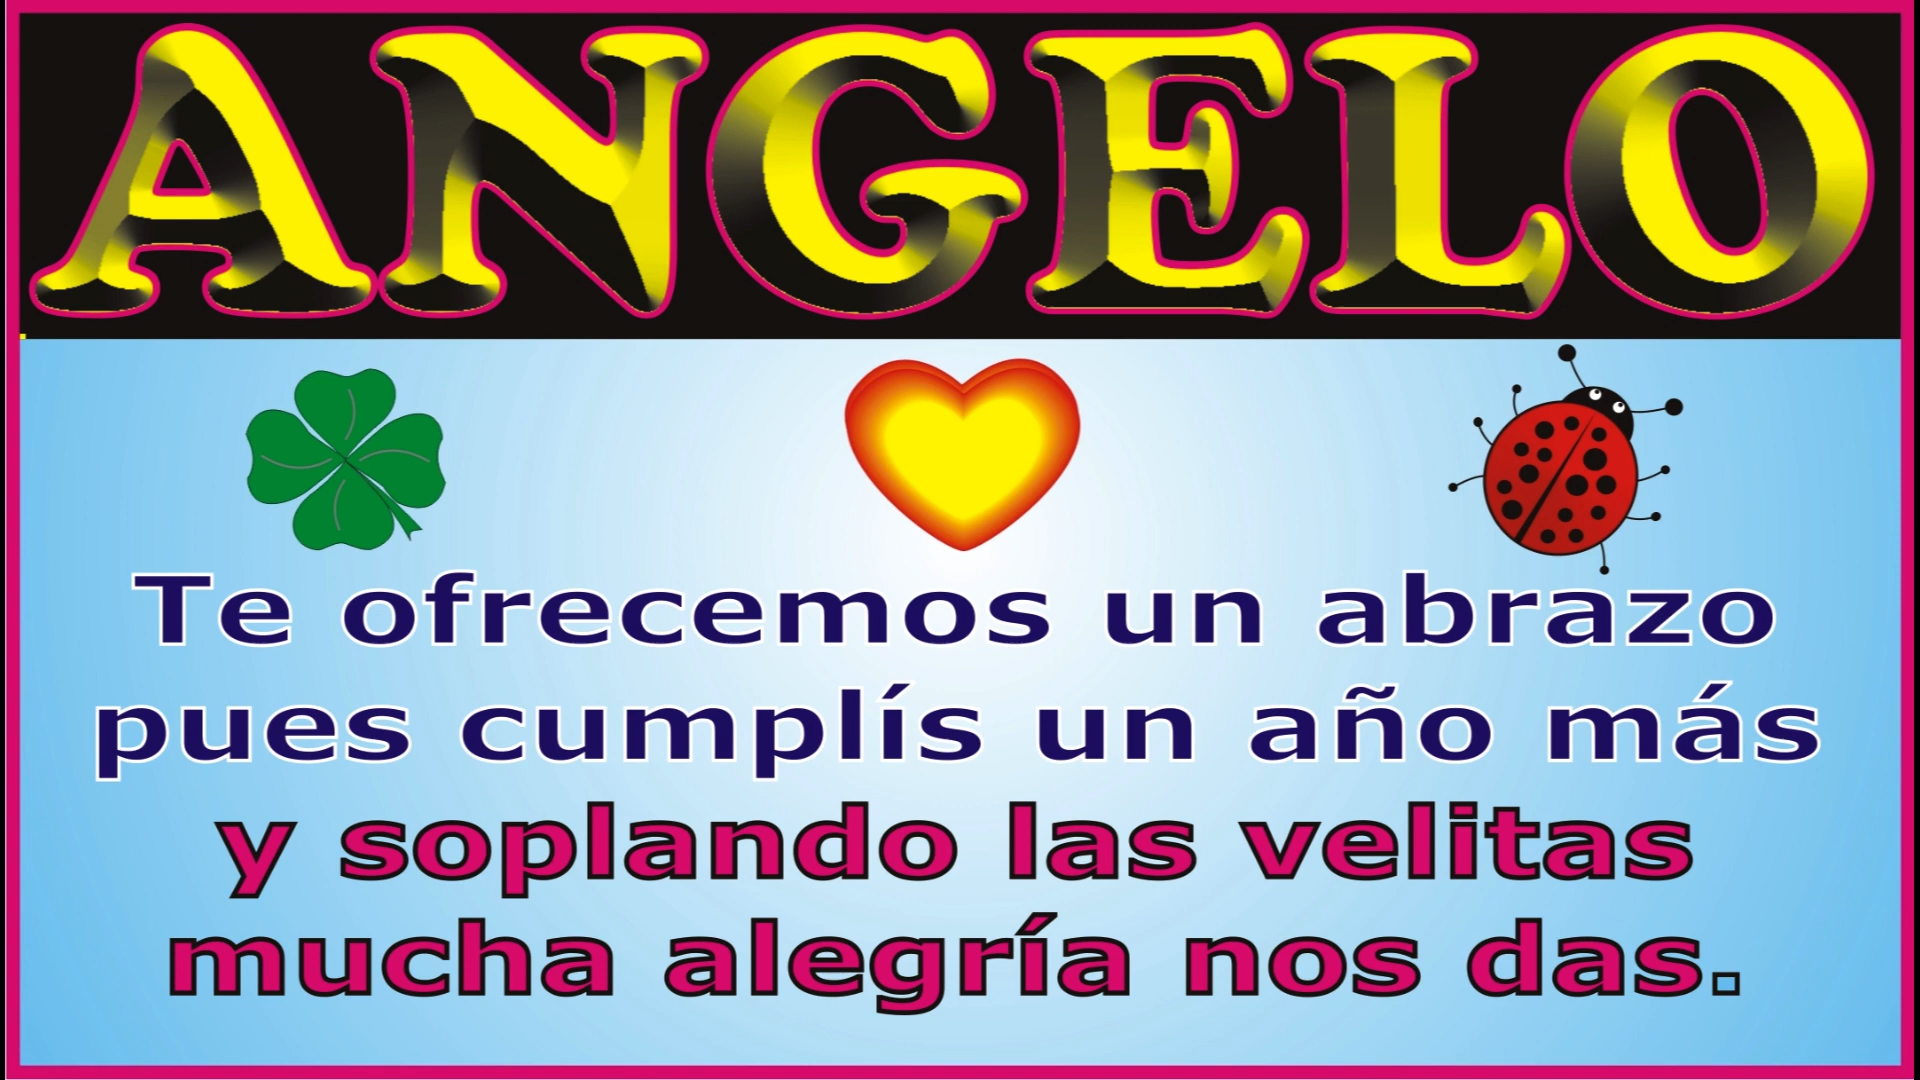 ANGELO
Te ofrecemos un abrazo
pues cumplís un año más
y soplando las velitas
mucha alegría nos das.